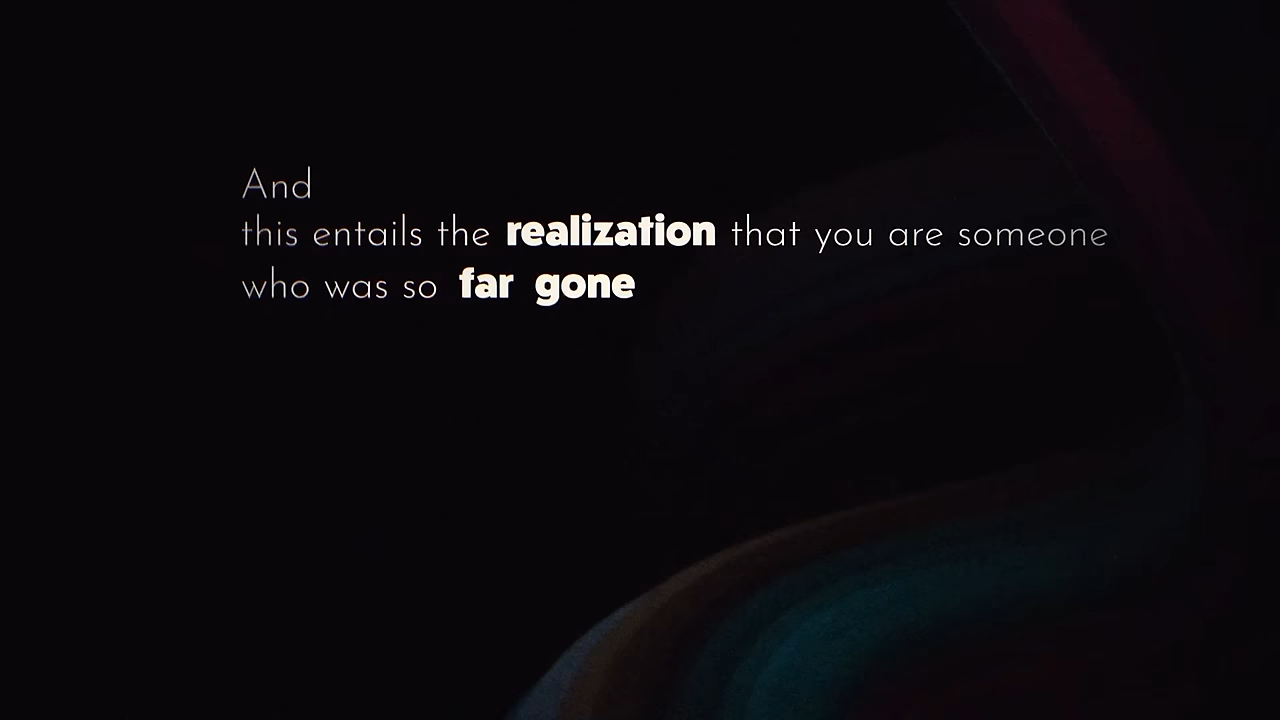 And
this entails the realization that you are someone
who was so far gone